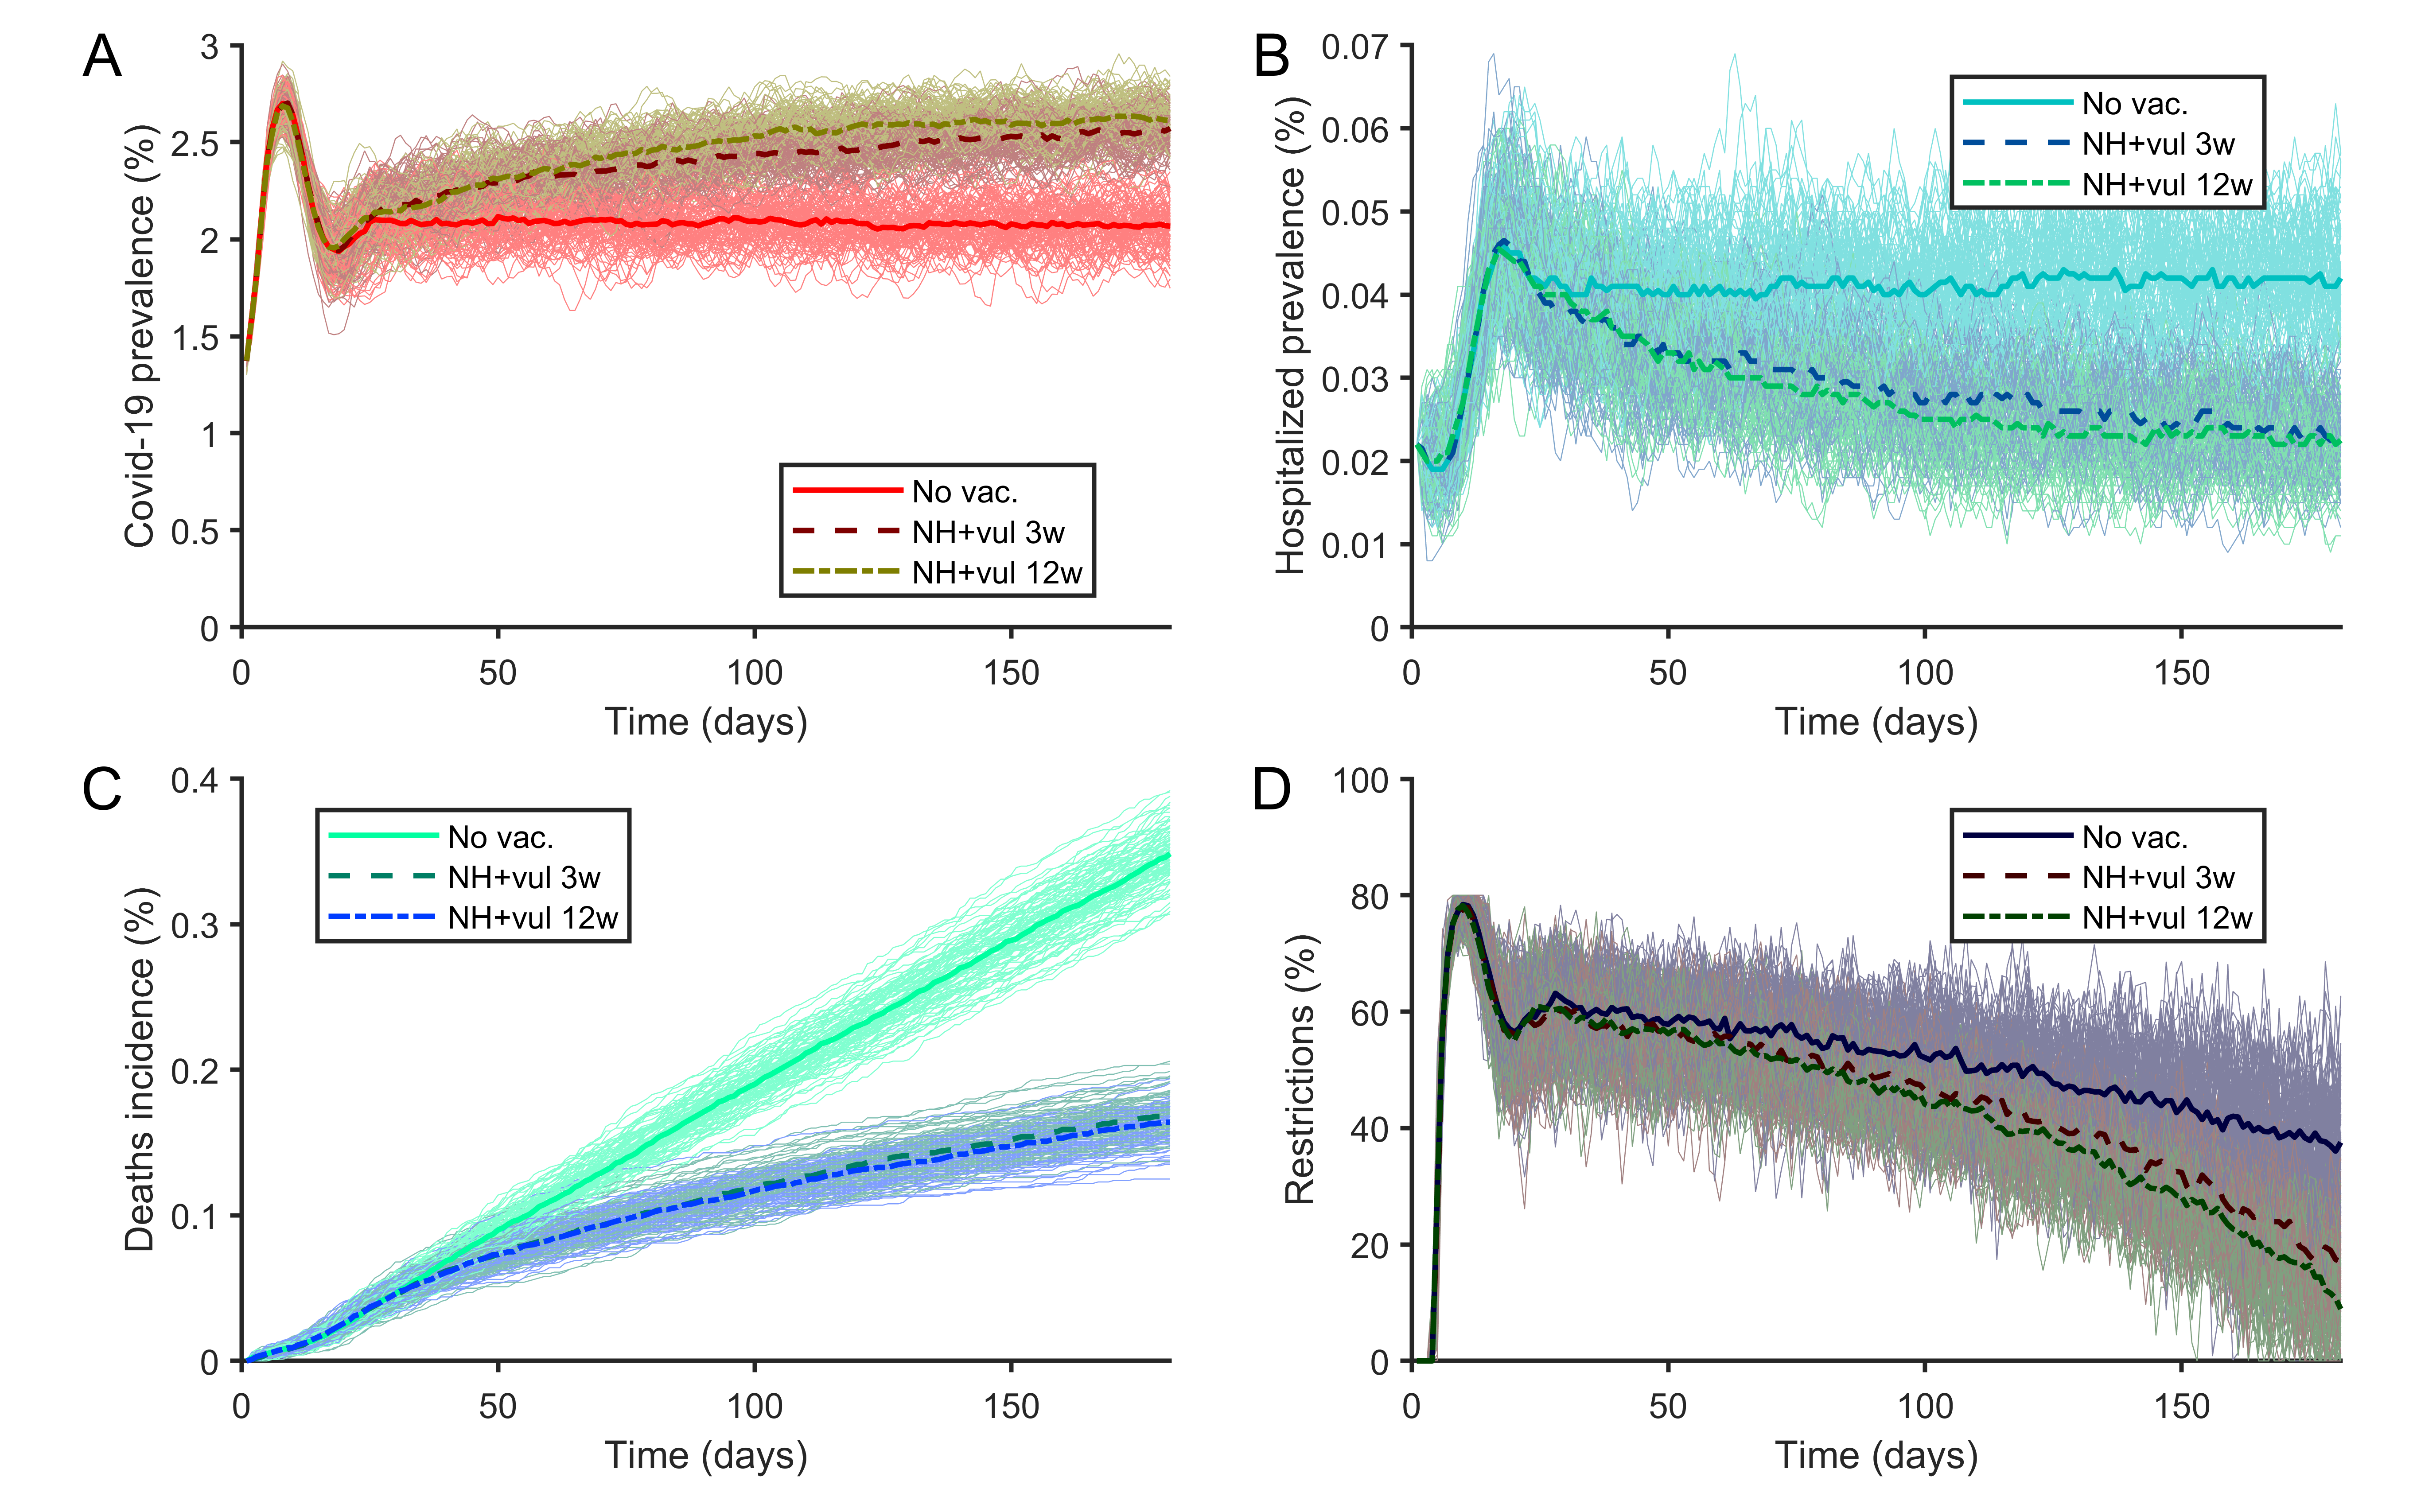 A
Covid-19 prevalence (%)
3
2.5
2
1.5
1
0.5
0
No vac.
NH+vul 3w
NH+vul 12w
0 50 100 150
Time (days)
B
Hospitalized prevalence (%)
0.07
0.06
0.05
0.04
0.03
0.02
0.01
0
No vac.
NH+vul 3w
NH+vul 12w
0 50 100 150
Time (days)
C
Deaths incidence (%)
0.4
0.3
0.2
0.1
0
No vac.
NH+vul 3w
NH+vul 12w
0 50 100 150
Time (days)
D
Restrictions (%)
100
80
60
40
20
0
No vac.
NH+vul 3w
NH+vul 12w
0 50 100 150
Time (days)